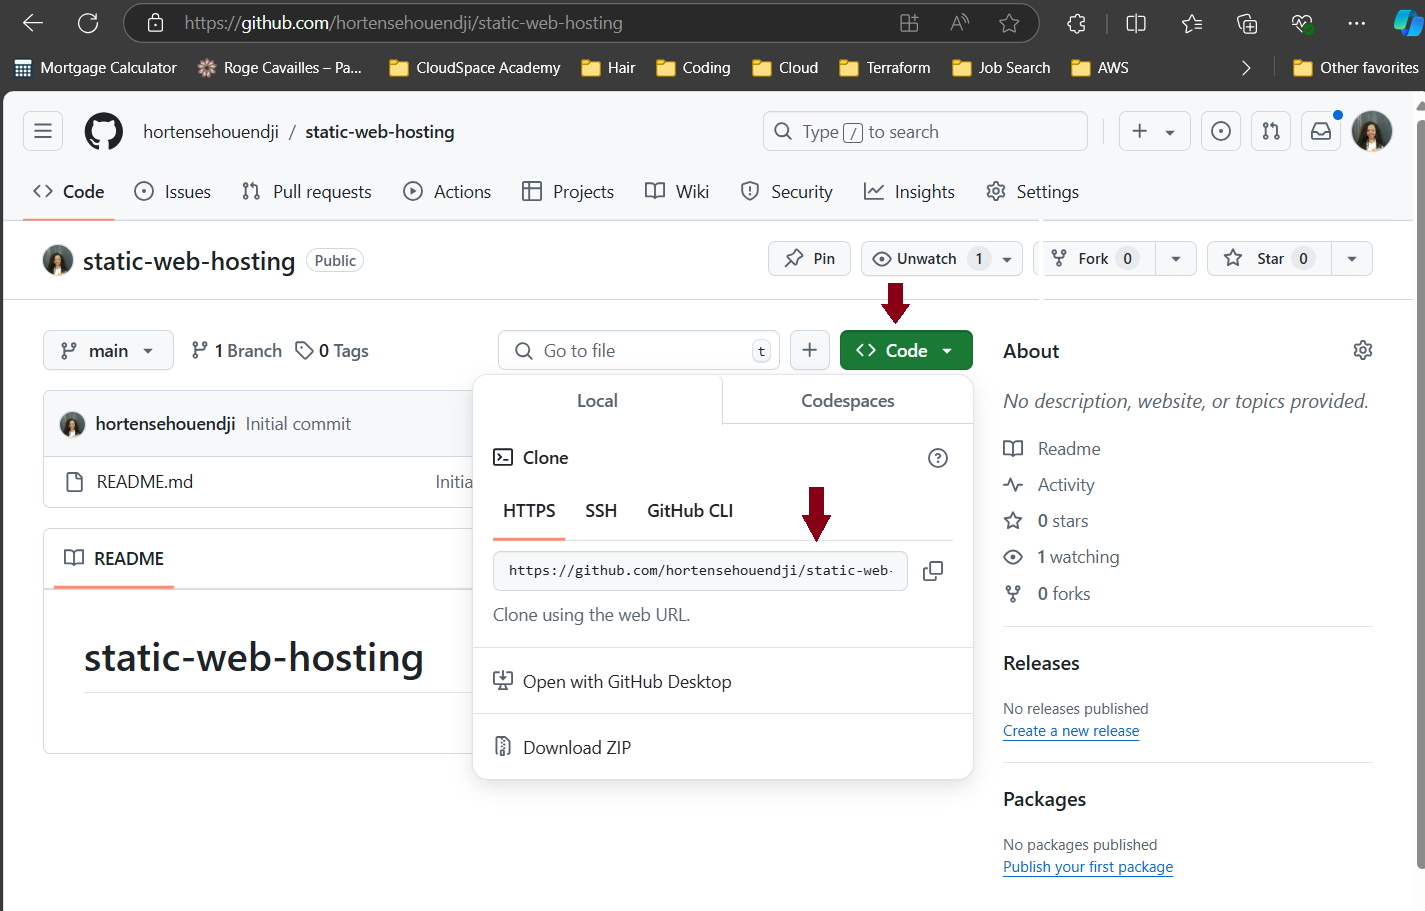 https://github.com/hortensehouendji/static-web-hosting
Mortgage Calculator
Roge Cavailles – Pa...
CloudSpace Academy
Hair
Coding
Cloud
Terraform
Job Search
AWS
Other favorites
hortensehouendji / static-web-hosting
Type / to search
Code
Issues
Pull requests
Actions
Projects
Wiki
Security
Insights
Settings
static-web-hosting
Public
Pin
Unwatch 1
Fork 0
Star 0
main
1 Branch
0 Tags
Go to file
t
Code
hortensehouendji Initial commit
README.md
Initia
README
static-web-hosting
Local
Codespaces
Clone
HTTPS
SSH
GitHub CLI
https://github.com/hortensehouendji/static-web-
Clone using the web URL.
Open with GitHub Desktop
Download ZIP
About
No description, website, or topics provided.
Readme
Activity
0 stars
1 watching
0 forks
Releases
No releases published
Create a new release
Packages
No packages published
Publish your first package